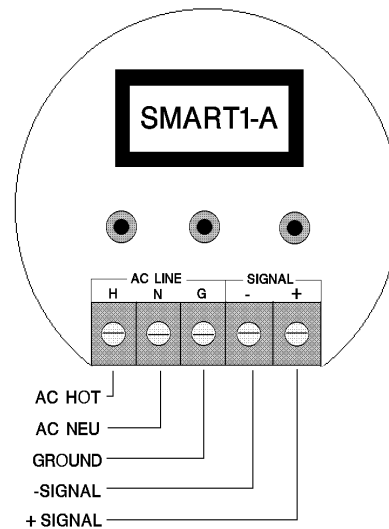 SMART1-A
AC LINE SIGNAL
H N G - +
AC HOT
AC NEU
GROUND
-SIGNAL
+ SIGNAL